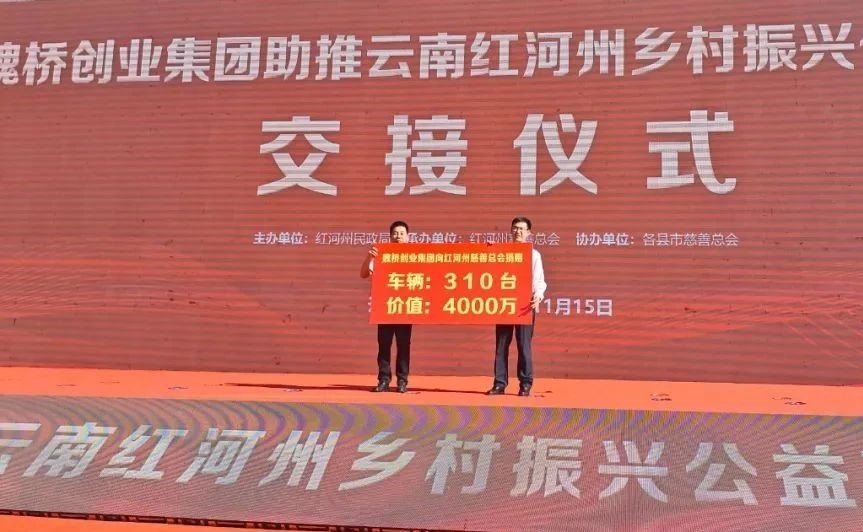 魏桥创业集团助推云南红河州乡村振兴
交接仪式
主办单位：红河州民政局 承办单位：红河州慈善总会 协办单位：各县市慈善总会
魏桥创业集团向红河州慈善总会捐赠
车辆：310台
价值：4000万
11月15日
云南红河州乡村振兴公益